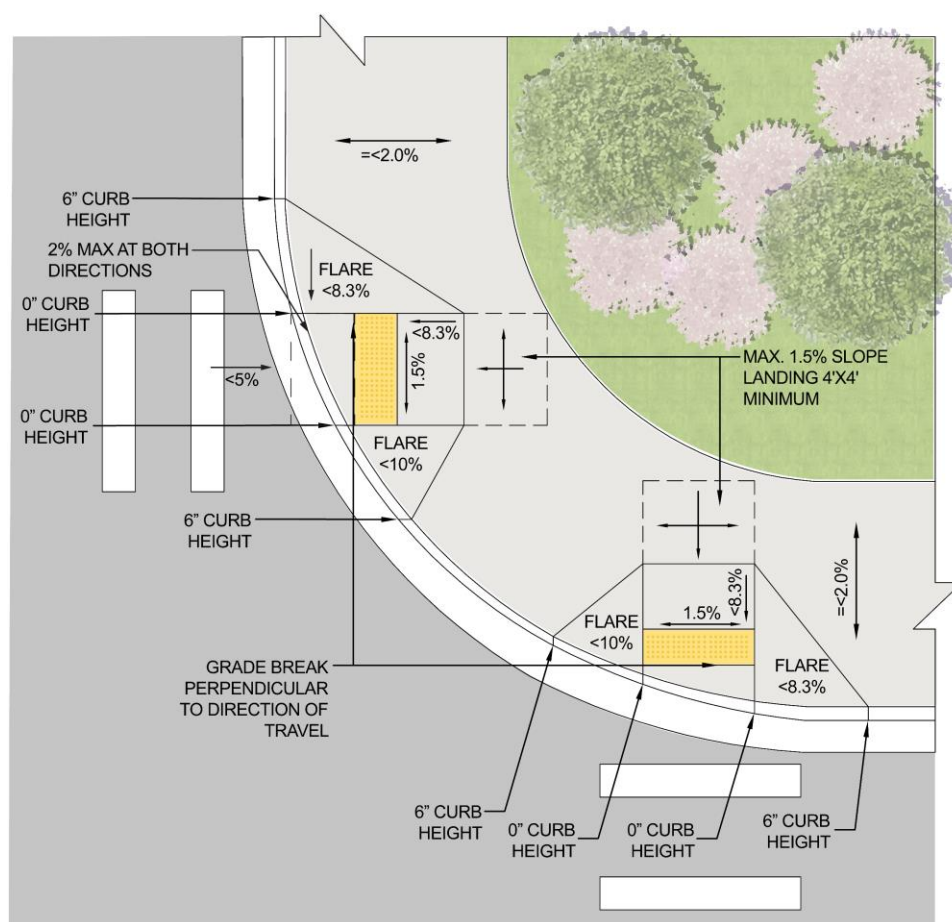 =<2.0%
6” CURB
HEIGHT
2% MAX AT BOTH
DIRECTIONS
FLARE
<8.3%
0” CURB
HEIGHT
<8.3%
1.5%
<5%
MAX. 1.5% SLOPE
LANDING 4'X4'
MINIMUM
0” CURB
HEIGHT
FLARE
<10%
6” CURB
HEIGHT
=<2.0%
<8.3%
1.5%
FLARE
<10%
FLARE
<8.3%
GRADE BREAK
PERPENDICULAR
TO DIRECTION OF
TRAVEL
6” CURB
HEIGHT
0” CURB
HEIGHT
0” CURB
HEIGHT
6” CURB
HEIGHT